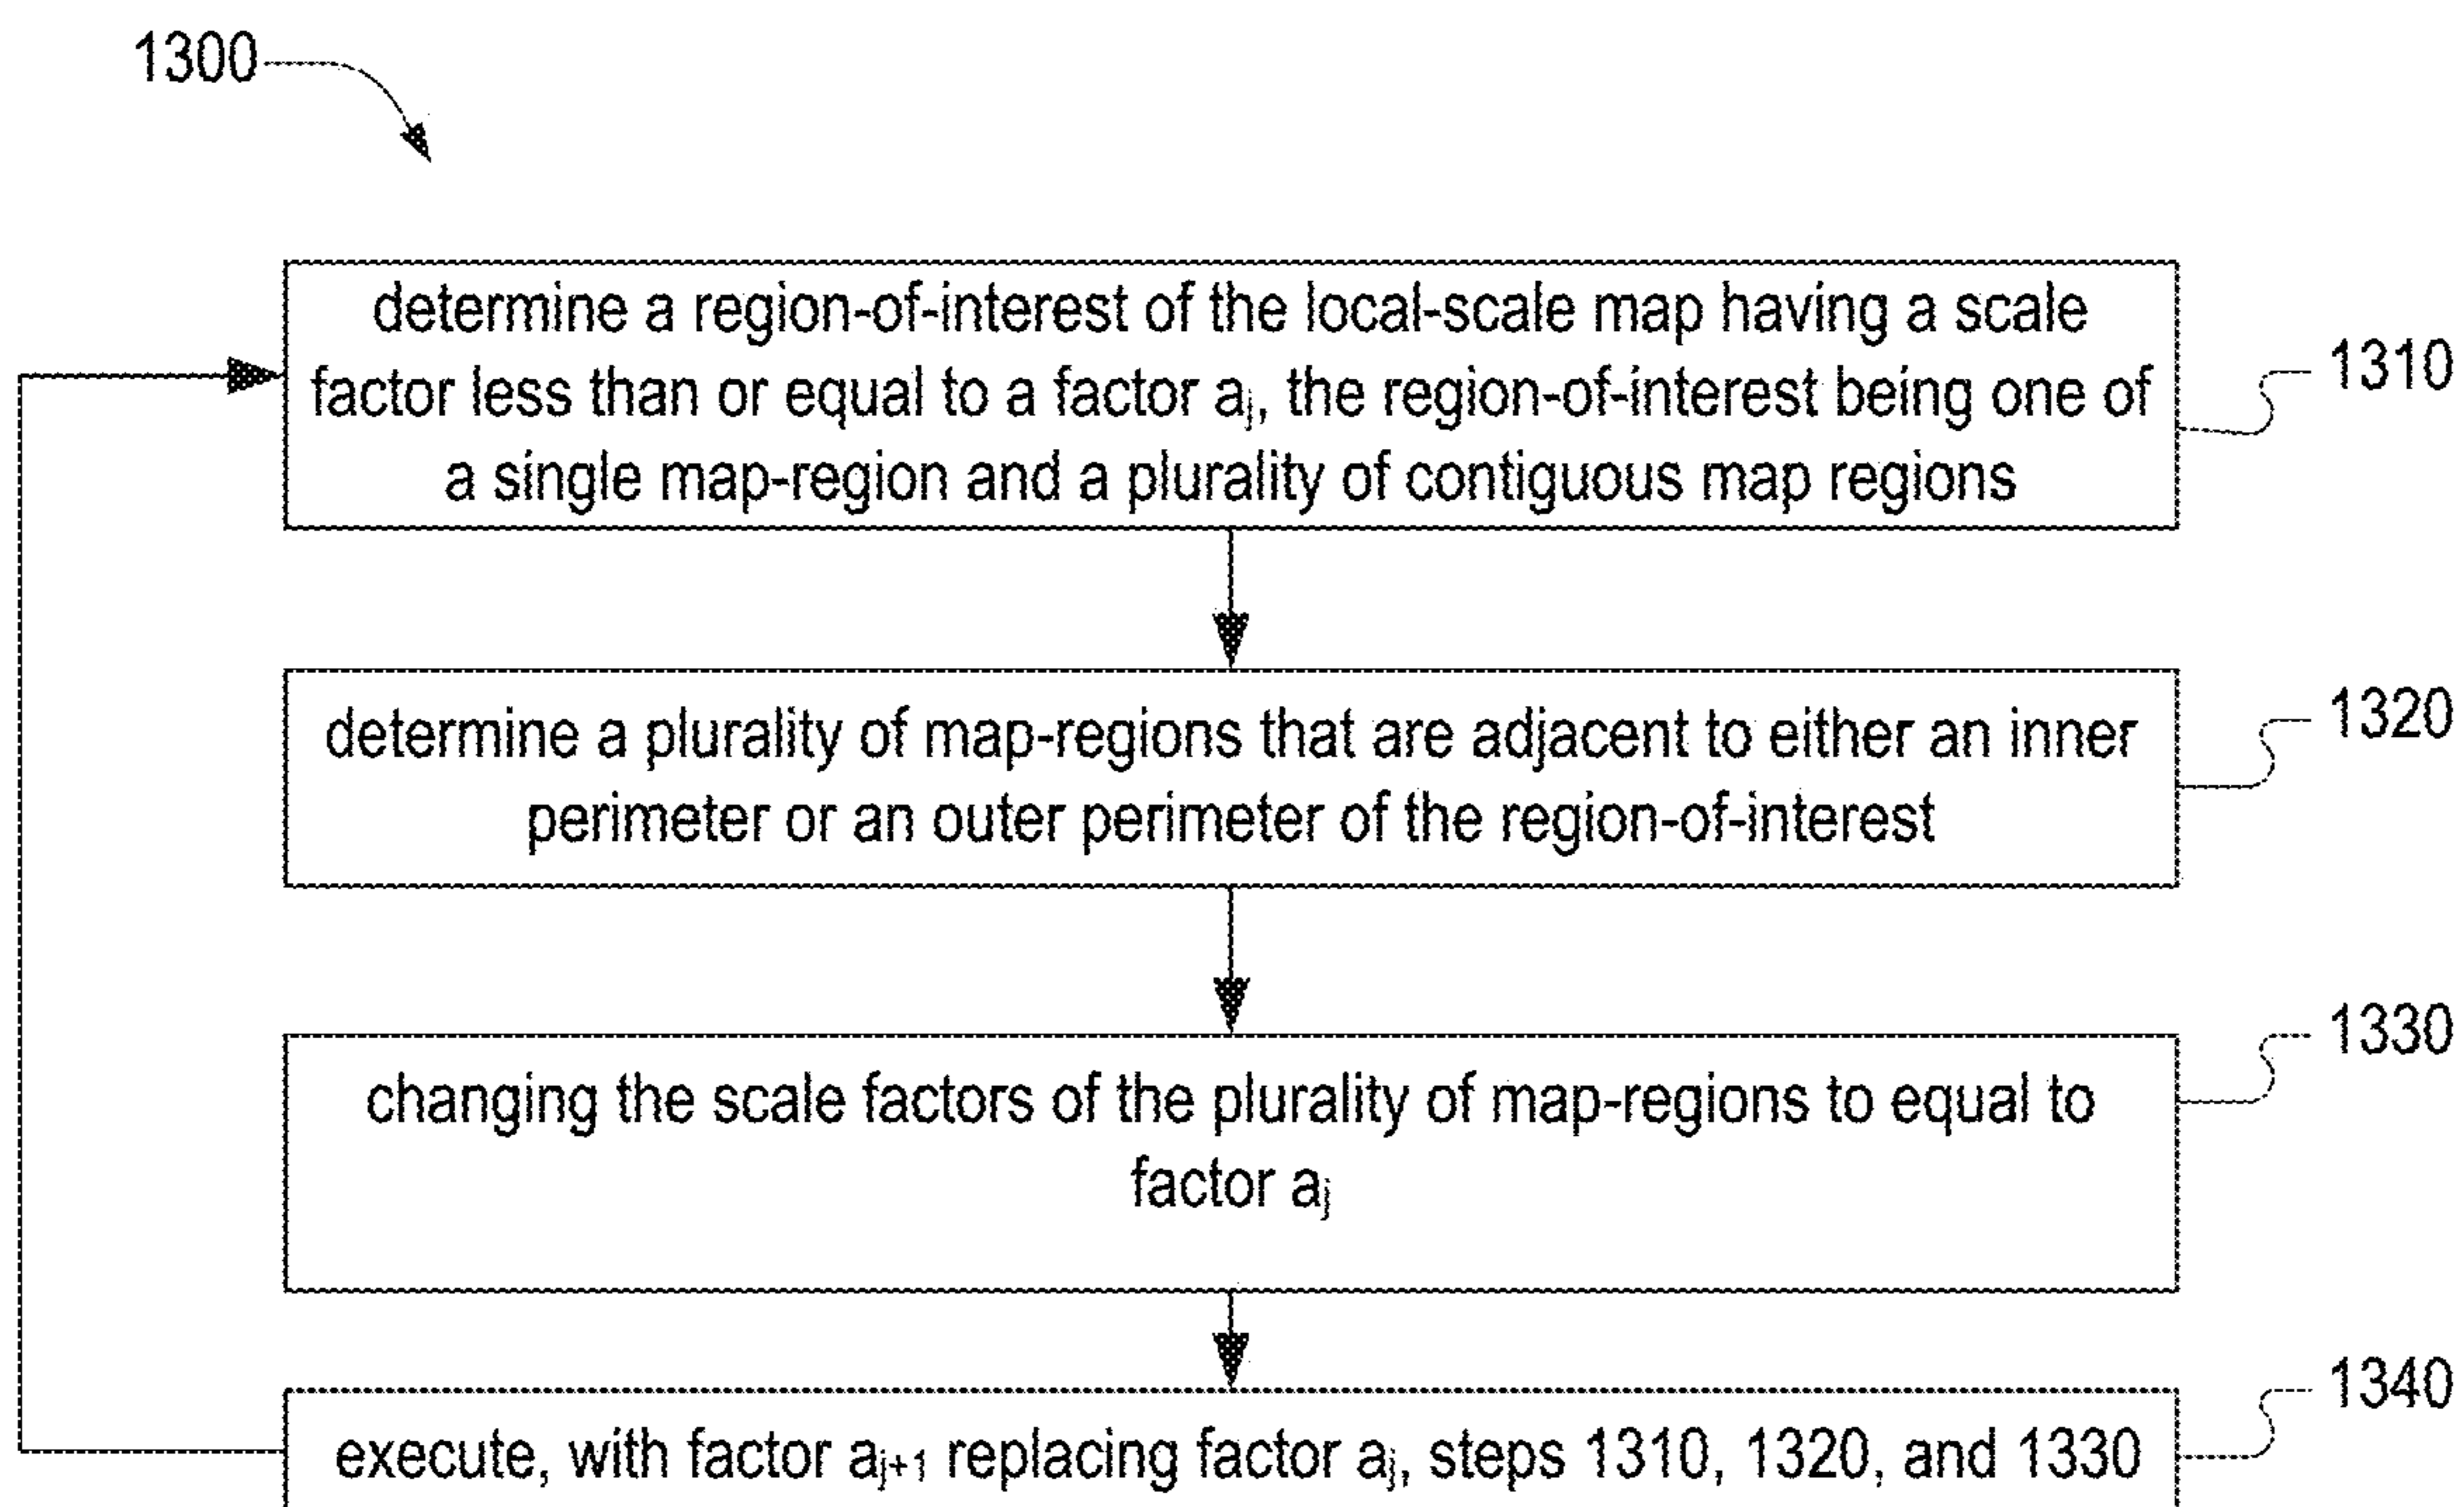 1300
determine a region-of-interest of the local-scale map having a scale
factor less than or equal to a factor aⱼ, the region-of-interest being one of
a single map-region and a plurality of contiguous map regions
1310
determine a plurality of map-regions that are adjacent to either an inner
perimeter or an outer perimeter of the region-of-interest
1320
changing the scale factors of the plurality of map-regions to equal to
factor aⱼ
1330
execute, with factor aⱼ₊₁ replacing factor aⱼ, steps 1310, 1320, and 1330
1340